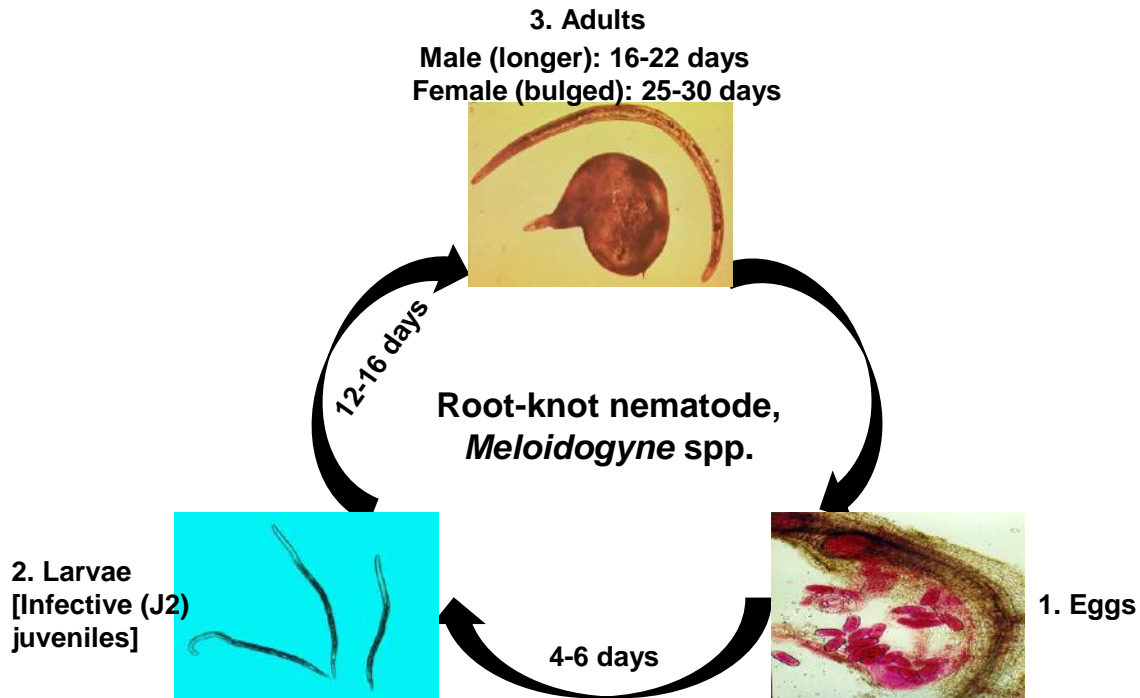 3. Adults
Male (longer): 16-22 days
Female (bulged): 25-30 days
12-16 days
Root-knot nematode,
Meloidogyne spp.
2. Larvae
[Infective (J2)
juveniles]
1. Eggs
4-6 days